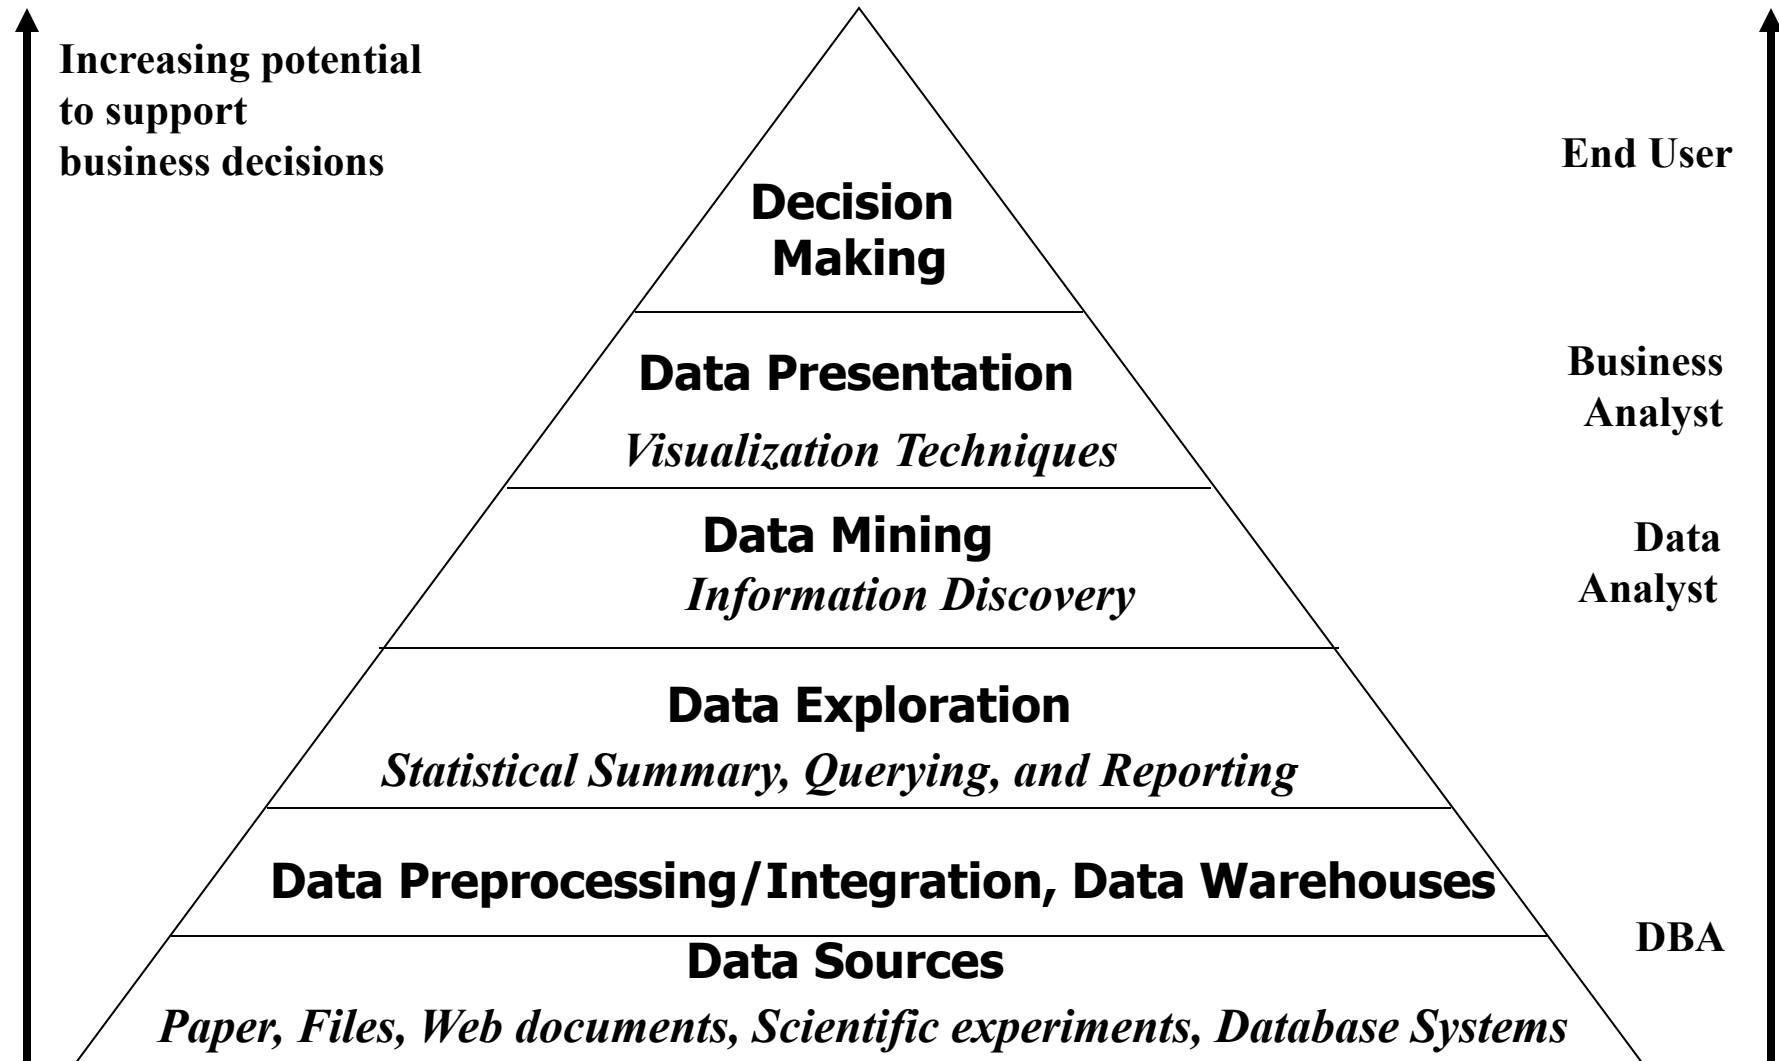 Increasing potential
to support
business decisions
End User
Decision
Making
Data Presentation
Visualization Techniques
Business
Analyst
Data Mining
Information Discovery
Data
Analyst
Data Exploration
Statistical Summary, Querying, and Reporting
Data Preprocessing/Integration, Data Warehouses
DBA
Data Sources
Paper, Files, Web documents, Scientific experiments, Database Systems